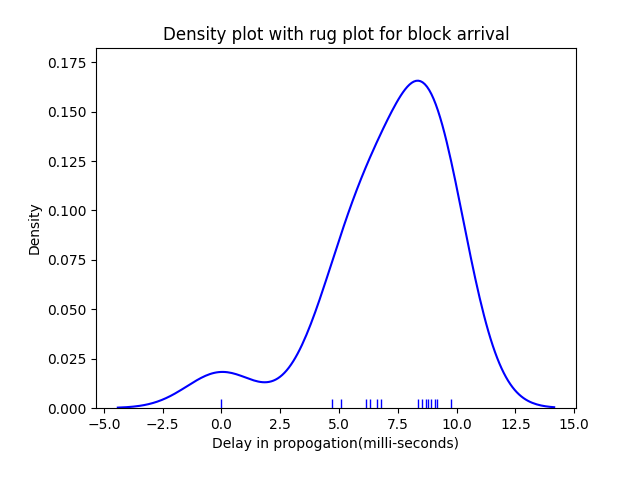 Density plot with rug plot for block arrival
0.175
0.150
0.125
0.100
0.075
0.050
0.025
0.000
Density
−5.0 −2.5 0.0 2.5 5.0 7.5 10.0 12.5 15.0
Delay in propogation(milli-seconds)